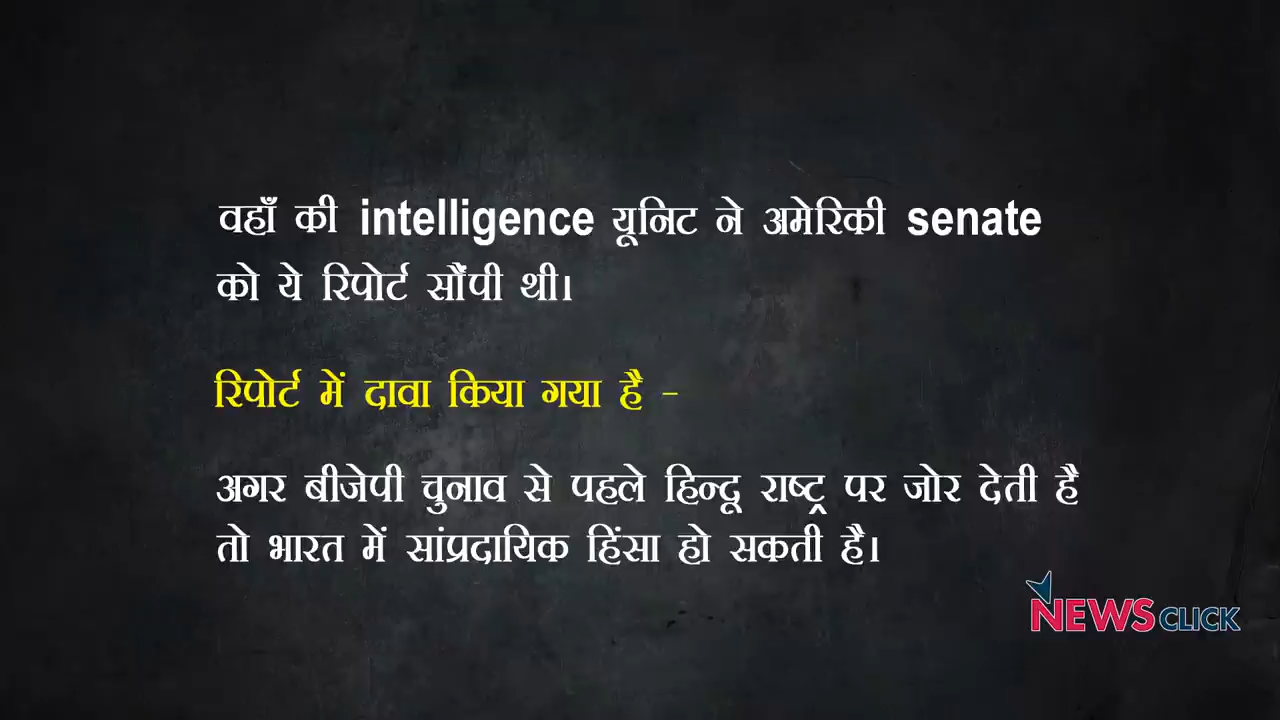 वहाँ की intelligence यूनिट ने अमेरिकी senate
को ये रिपोर्ट सौंपी थी।
रिपोर्ट में दावा किया गया है -
अगर बीजेपी चुनाव से पहले हिन्दू राष्ट्र पर जोर देती है
तो भारत में सांप्रदायिक हिंसा हो सकती है।
NEWSCLICK